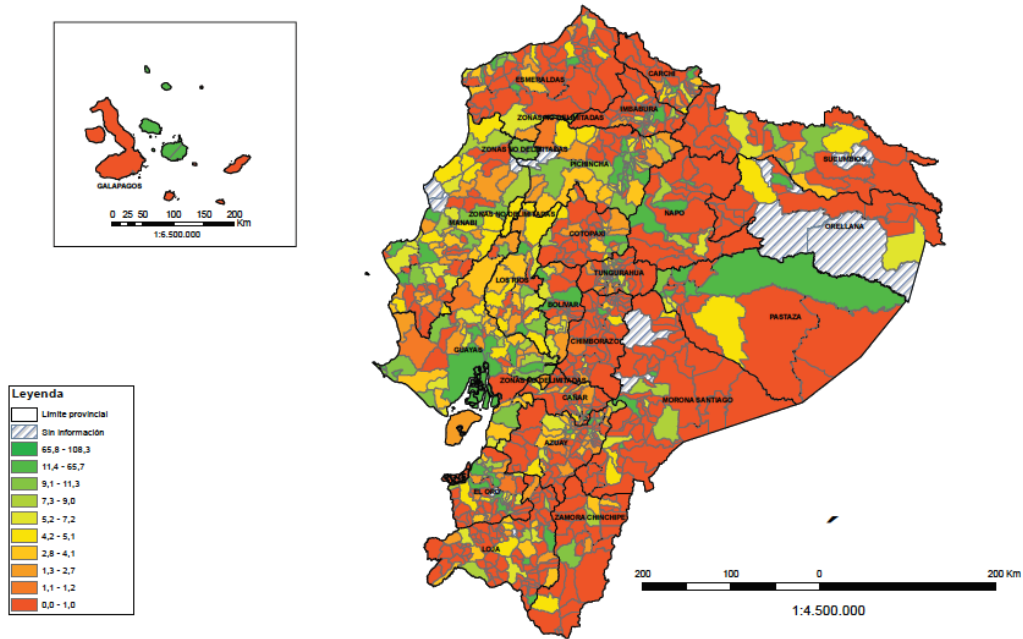 GALAPAGOS
0 25 50 100 150 200
Km
1:6.500.000
ESMERALDAS
CARCHI
IMBABURA
ZONAS NO DELIMITADAS
ZONAS NO DELIMITADAS
PICHINCHA
SUCUMBIOS
MANABI
ZONAS NO DELIMITADAS
NAPO
ORELLANA
COTOPAXI
TUNGURAHUA
LOS RIOS
BOLIVAR
PASTAZA
CHIMBORAZO
GUAYAS
ZONAS NO DELIMITADAS
CAÑAR
MORONA SANTIAGO
AZUAY
EL ORO
ZAMORA CHINCHIPE
LOJA
Leyenda
Límite provincial
Sin información
65,8 - 108,3
11,4 - 65,7
9,1 - 11,3
7,3 - 9,0
5,2 - 7,2
4,2 - 5,1
2,8 - 4,1
1,3 - 2,7
1,1 - 1,2
0,0 - 1,0
200 100 0 200 Km
1:4.500.000